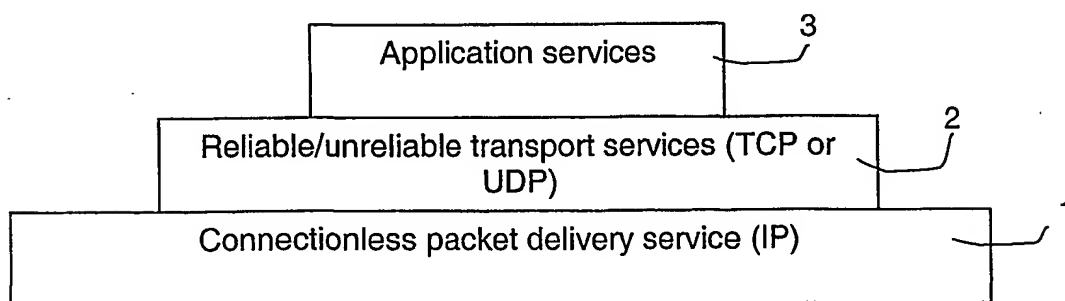 3
Application services
2
Reliable/unreliable transport services (TCP or
UDP)
Connectionless packet delivery service (IP)